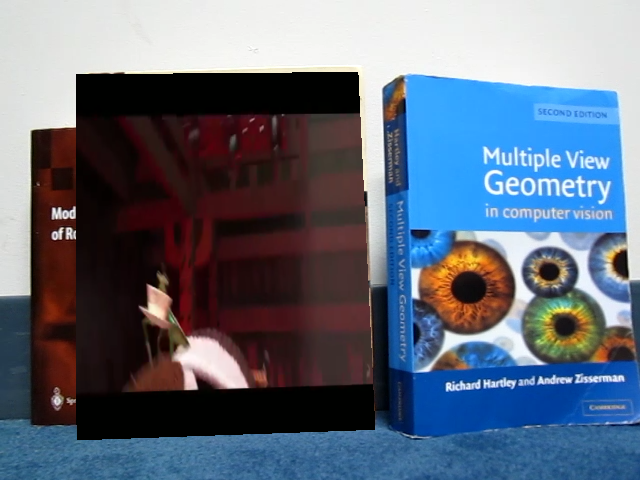 Mod
of Ro
Hartley and
Zisserman
Multiple View Geometry
SECOND EDITION
Multiple View
Geometry
in computer vision
Richard Hartley and Andrew Zisserman
CAMBRIDGE